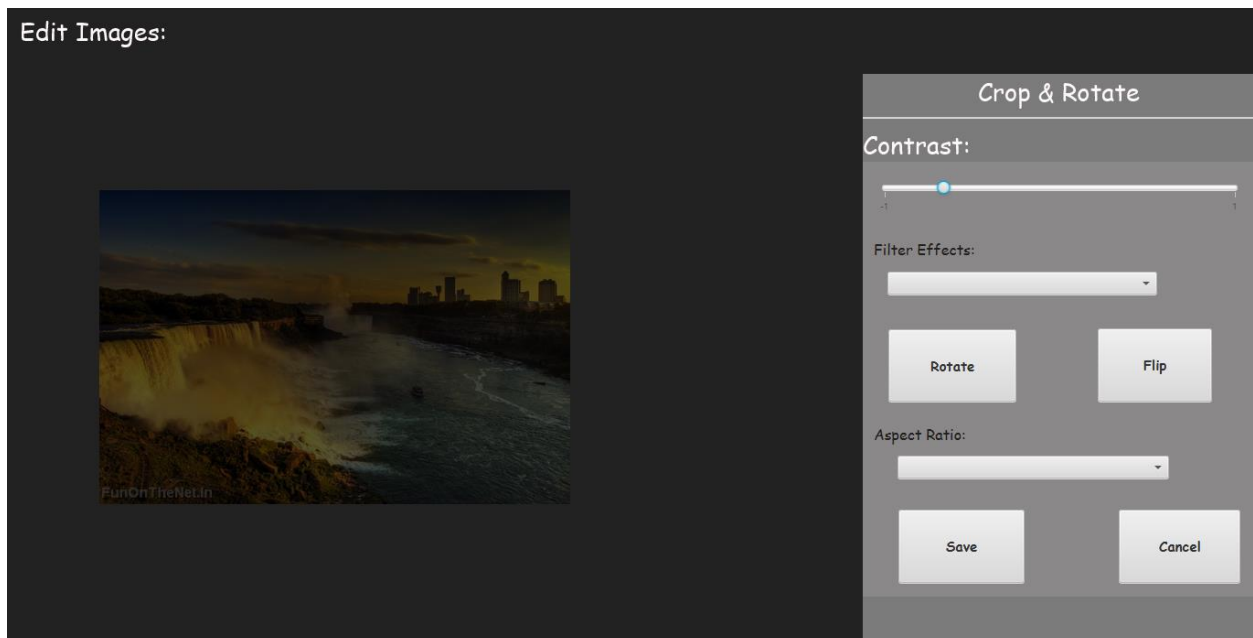 Edit Images:
Crop & Rotate
Contrast:
-1 1
Filter Effects:
Rotate Flip
Aspect Ratio:
FunOnTheNet.In
Save Cancel